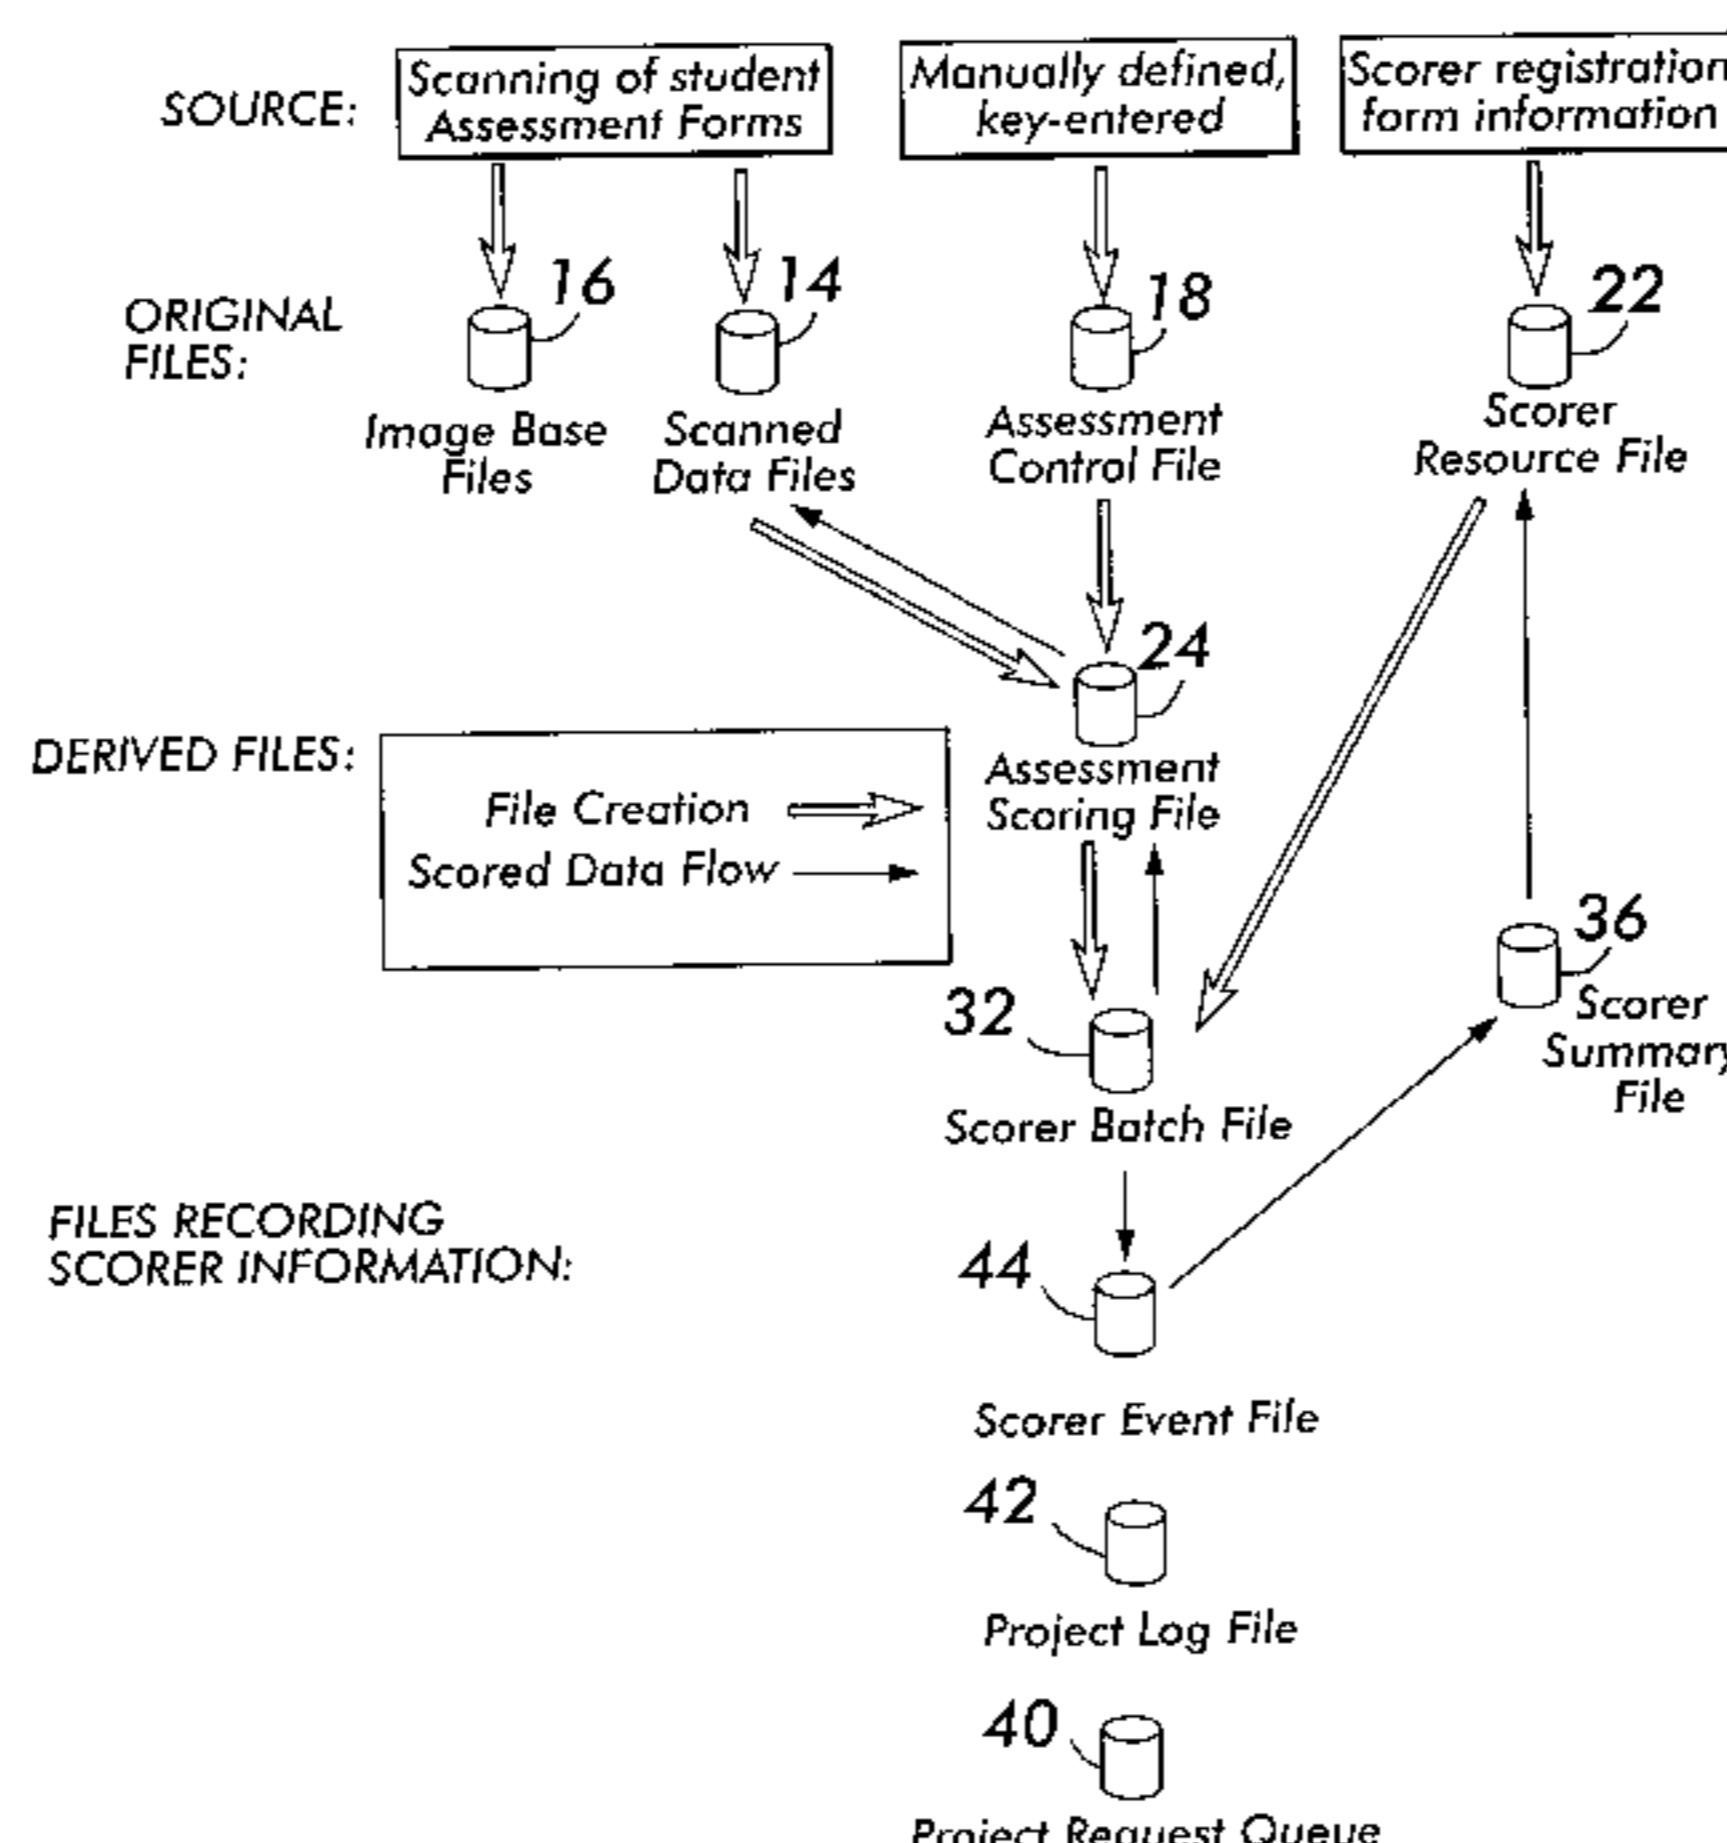 SOURCE:
Scanning of student
Assessment Forms
Manually defined,
key-entered
Scorer registration
form information
ORIGINAL
FILES:
16
14
18
22
Image Base
Files
Scanned
Data Files
Assessment
Control File
Scorer
Resource File
24
DERIVED FILES:
File Creation
Scored Data Flow
Assessment
Scoring File
36
Scorer
Summary
File
32
Scorer Batch File
FILES RECORDING
SCORER INFORMATION:
44
Scorer Event File
42
Project Log File
40
Project Request Queue